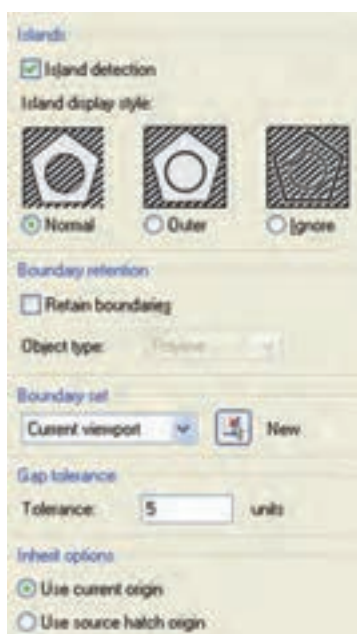 Islands
Island detection
Island display style:
Normal Outer Ignore
Boundary retention
Retain boundaries
Object type: Polyline
Boundary set
Current viewport New
Gap tolerance
Tolerance: 5 units
Inherit options
Use current origin
Use source hatch origin